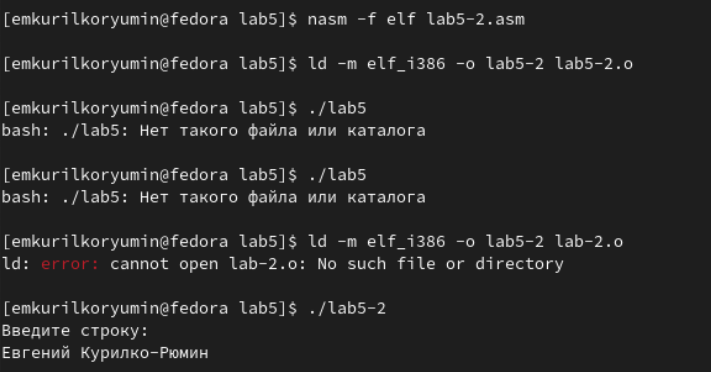 [emkurilkoryumin@fedora lab5]$ nasm -f elf lab5-2.asm
[emkurilkoryumin@fedora lab5]$ ld -m elf_i386 -o lab5-2 lab5-2.o
[emkurilkoryumin@fedora lab5]$ ./lab5
bash: ./lab5: Нет такого файла или каталога
[emkurilkoryumin@fedora lab5]$ ./lab5
bash: ./lab5: Нет такого файла или каталога
[emkurilkoryumin@fedora lab5]$ ld -m elf_i386 -o lab5-2 lab-2.o
ld: error: cannot open lab-2.o: No such file or directory
[emkurilkoryumin@fedora lab5]$ ./lab5-2
Введите строку:
Евгений Курилко-Рюмин